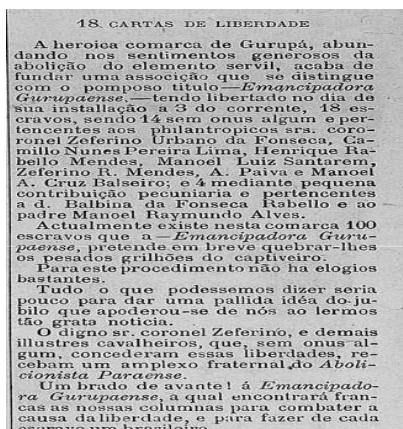 18 CARTAS DE LIBERDADE
A heroica comarca de Gurupá, abun-
dando nos sentimentos generosos da
abolição do elemento servil, acaba de
fundar uma associção que se distingue
com o pomposo titulo—Emancipadora
Gurupaense,—tendo libertado no dia de
sua installação a 3 do corrente, 18 es-
cravos, sendo 14 sem onus algum e per-
tencentes aos philantropicos srs. coro-
ronel Zeferino Urbano da Fonseca, Ca-
millo Nunes Pereira Lima, Henrique Ra-
bello Mendes, Manoel Luiz Santarem,
Zeferino R. Mendes, A. Paiva e Manoel
A. Cruz Balseiro; e 4 mediante pequena
contribuição pecuniaria e pertencentes
a d. Balbina da Fonseca Rabello e ao
padre Manoel Raymundo Alves.
Actualmente existe nesta comarca 100
escravos que a—Emancipadora Guru-
paense, pretende em breve quebrar-lhes
os pesados grilhões do captiveiro.
Para este procedimento não ha elogios
bastantes.
Tudo o que podessemos dizer seria
pouco para dar uma pallida idéa do ju-
bilo que apoderou-se de nós ao lermos
tão grata noticia.
O digno sr. coronel Zeferino, e demais
illustres cavalheiros, que, sem onus al-
gum, concederam essas liberdades, re-
cebam um amplexo fraternal do Aboli-
cionista Paraense.
Um brado de avante! á Emancipado-
ra Gurupaense, a qual encontrará fran-
cas as nossas columnas para combater a
causa da liberdade, e para fazer de cada
escravo um brasileiro